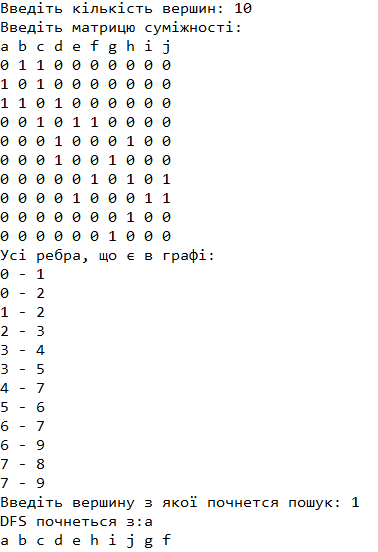 Введіть кількість вершин: 10
Введіть матрицю суміжності:
a b c d e f g h i j
0 1 1 0 0 0 0 0 0 0
1 0 1 0 0 0 0 0 0 0
1 1 0 1 0 0 0 0 0 0
0 0 1 0 1 1 0 0 0 0
0 0 0 1 0 0 0 1 0 0
0 0 0 1 0 0 1 0 0 0
0 0 0 0 0 1 0 1 0 1
0 0 0 0 1 0 0 0 1 1
0 0 0 0 0 0 0 1 0 0
0 0 0 0 0 0 1 0 0 0
Усі ребра, що є в графі:
0 - 1
0 - 2
1 - 2
2 - 3
3 - 4
3 - 5
4 - 7
5 - 6
6 - 7
6 - 9
7 - 8
7 - 9
Введіть вершину з якої почнется пошук: 1
DFS почнеться з:a
a b c d e h i j g f